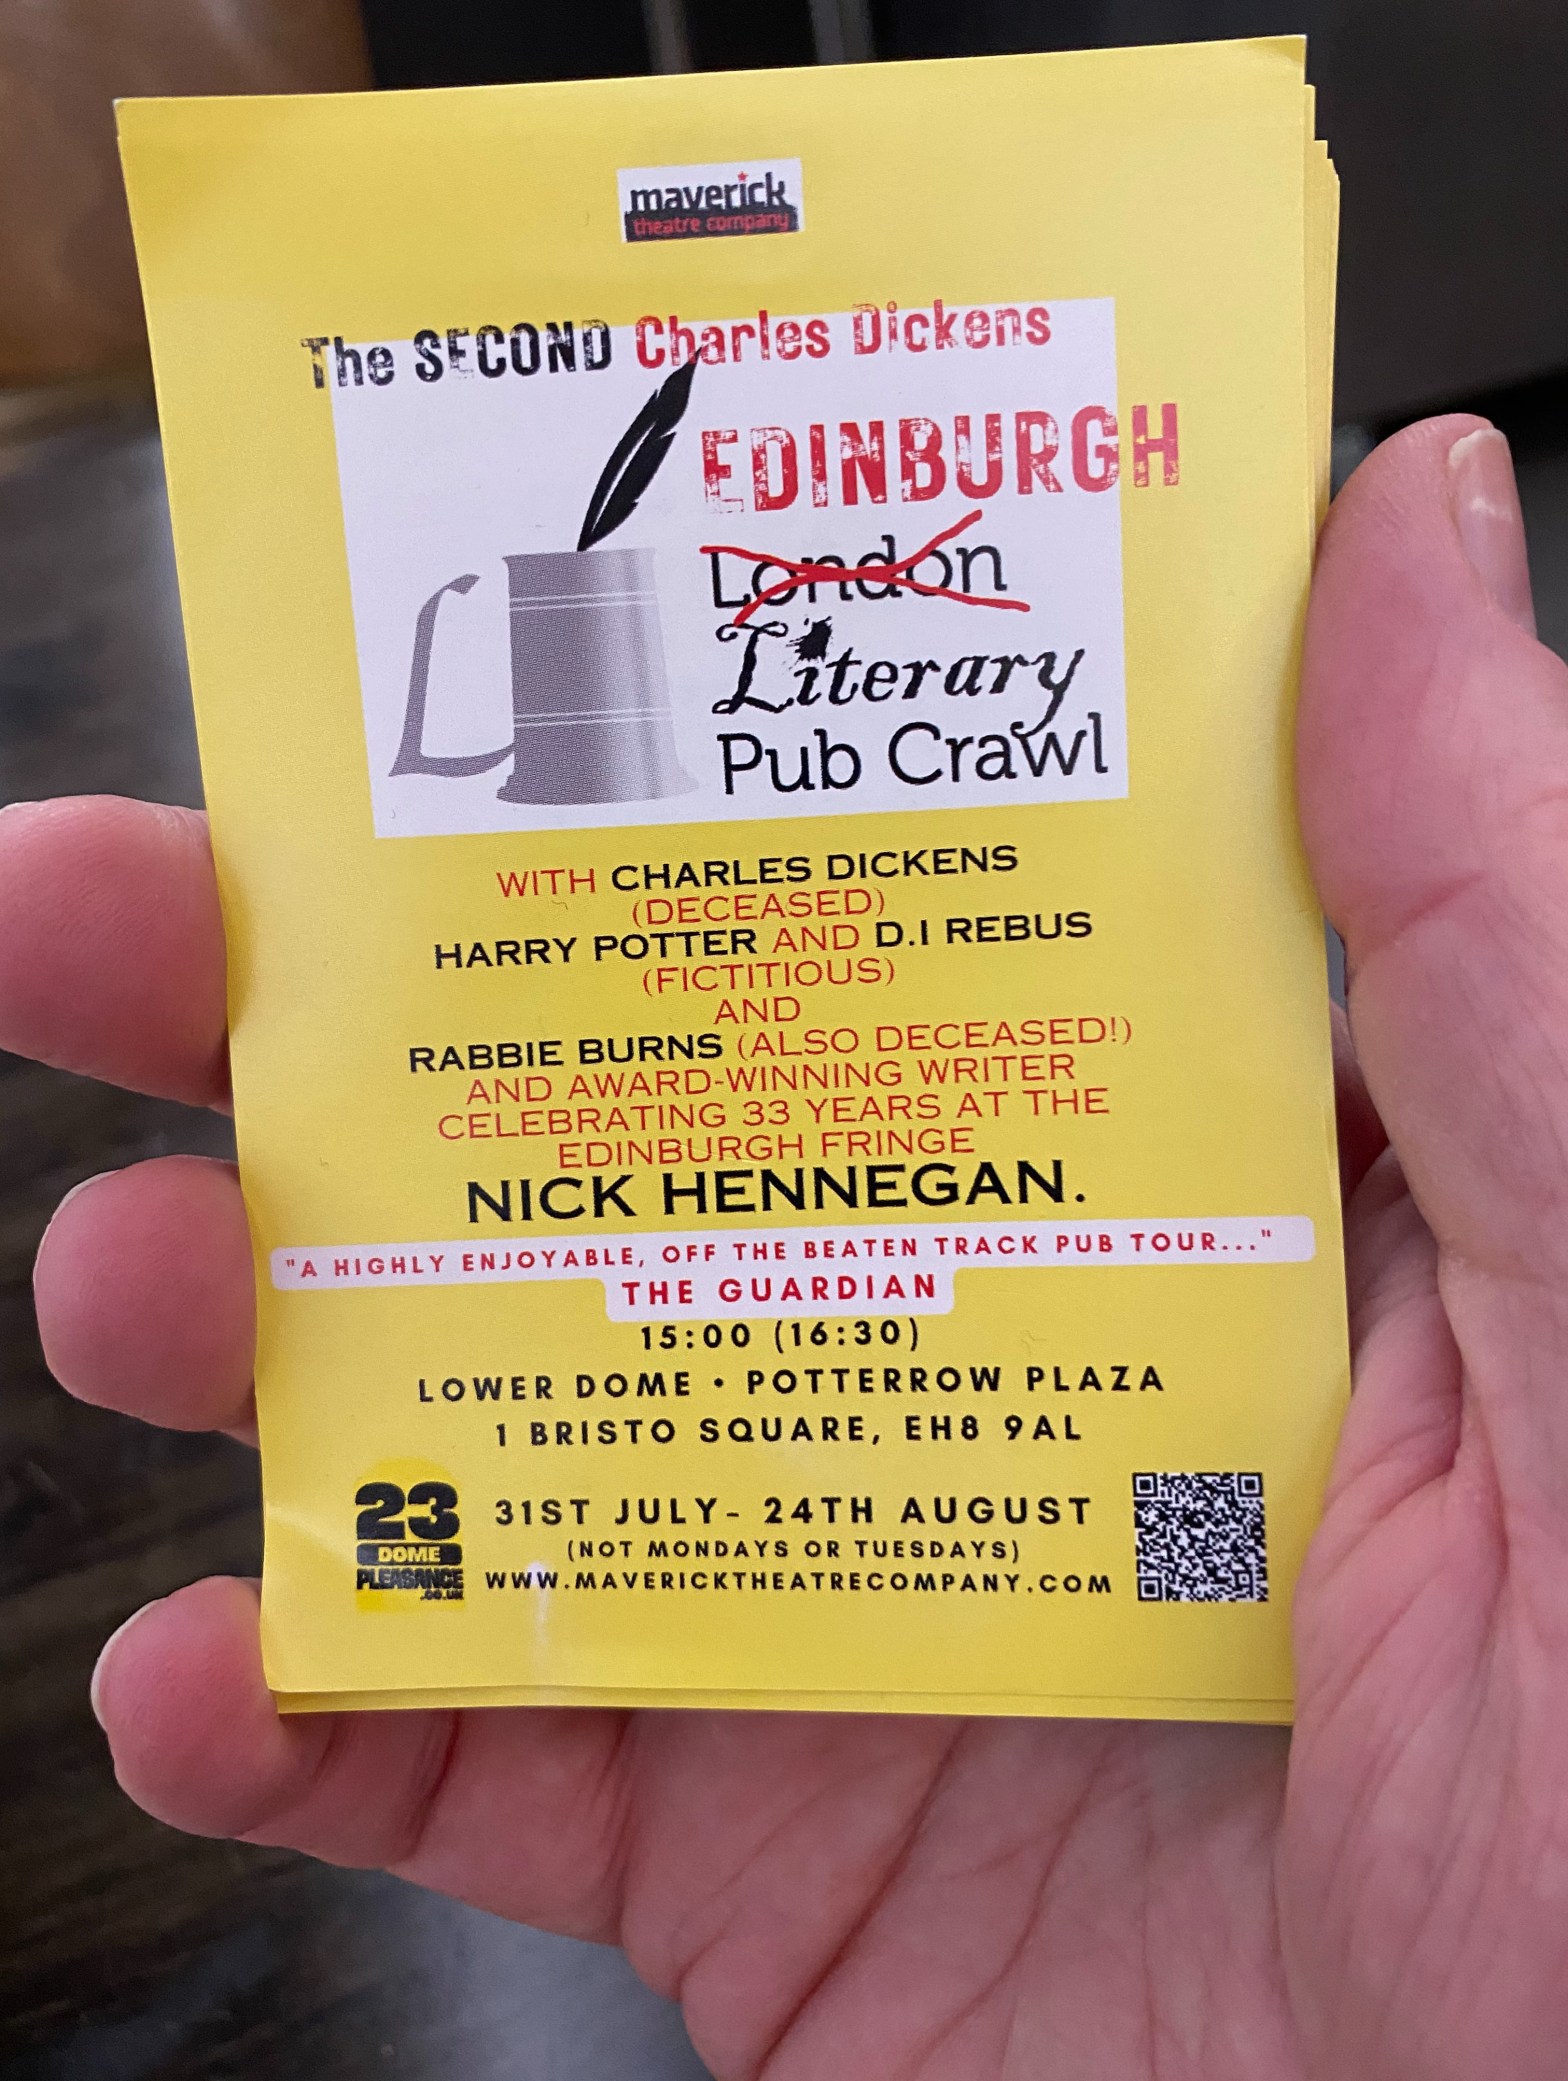 maverick
theatre company
The SECOND Charles Dickens
EDINBURGH
London
Literary
Pub Crawl
WITH CHARLES DICKENS
(DECEASED)
HARRY POTTER AND D.I REBUS
(FICTITIOUS)
AND
RABBIE BURNS (ALSO DECEASED!)
AND AWARD-WINNING WRITER
CELEBRATING 33 YEARS AT THE
EDINBURGH FRINGE
NICK HENNEGAN.
"A HIGHLY ENJOYABLE, OFF THE BEATEN TRACK PUB TOUR..."
THE GUARDIAN
15:00 (16:30)
LOWER DOME • POTTERROW PLAZA
1 BRISTO SQUARE, EH8 9AL
23
DOME
PLEASANCE
.CO.UK
31ST JULY- 24TH AUGUST
(NOT MONDAYS OR TUESDAYS)
WWW.MAVERICKTHEATRECOMPANY.COM